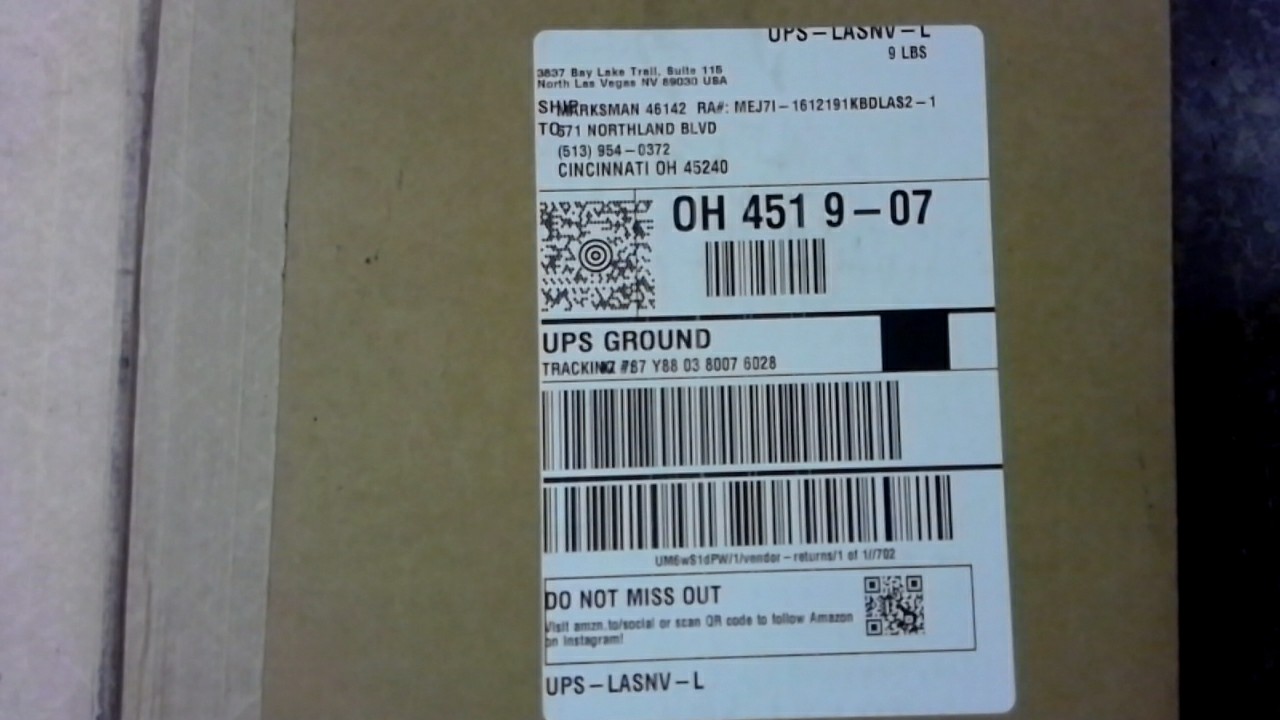 UPS-LASNV-L
9 LBS
3837 Bay Lake Trail, Suite 115
North Las Vegas NV 89030 USA
SHIP
TO
MARKSMAN 46142 RA#: MEJ7I-1612191KBDLAS2-1
571 NORTHLAND BLVD
(513) 954-0372
CINCINNATI OH 45240
OH 451 9-07
UPS GROUND
TRACKING #: Y88 03 8007 6028
UM6wS1dPW/1/vendor-returns/1 of 1//702
DO NOT MISS OUT
Visit amzn.to/social or scan QR code to follow Amazon
on Instagram!
UPS-LASNV-L